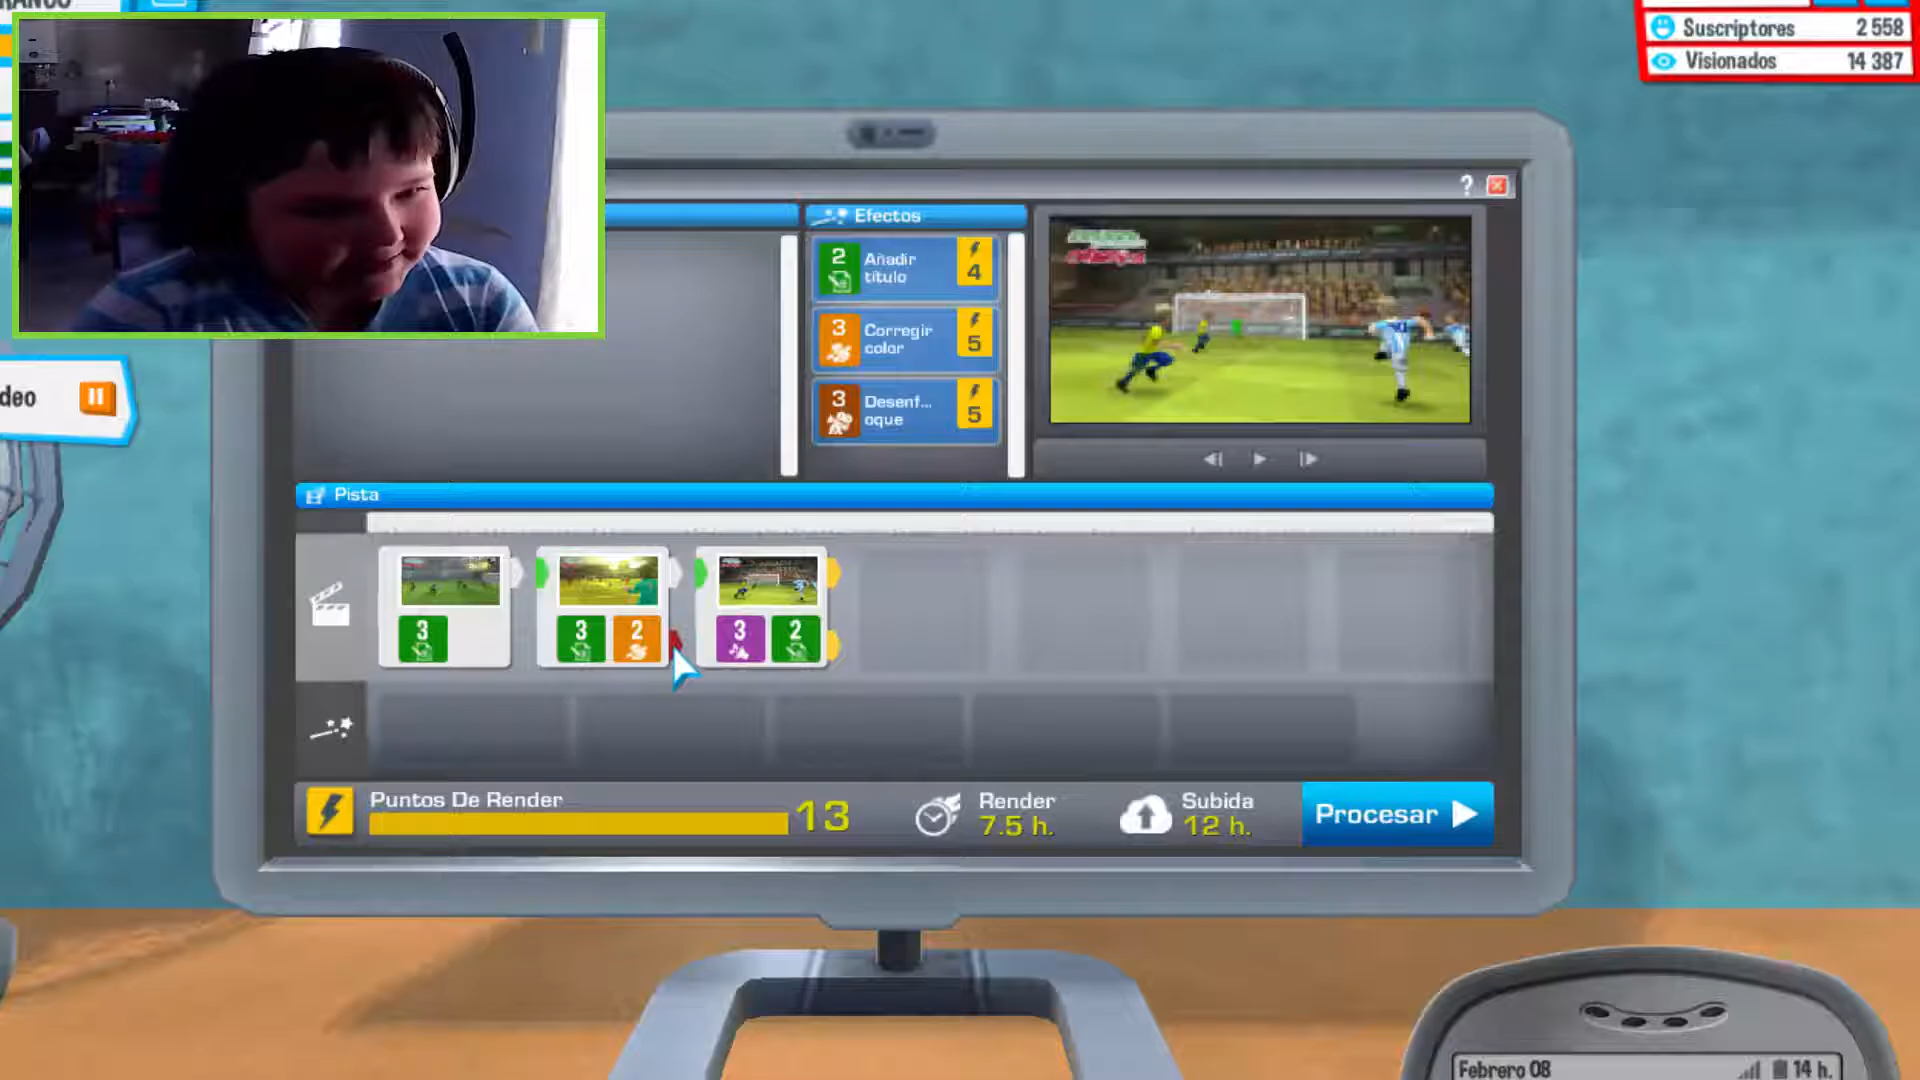 Suscriptores 2 558
Visionados 14 387
?
Efectos
2 Añadir título 4
3 Corregir color 5
deo
3 Desenf... oque 5
Pista
3
3 2
3 2
Puntos De Render 13
Render 7.5 h.
Subida 12 h.
Procesar
Febrero 08
14 h.